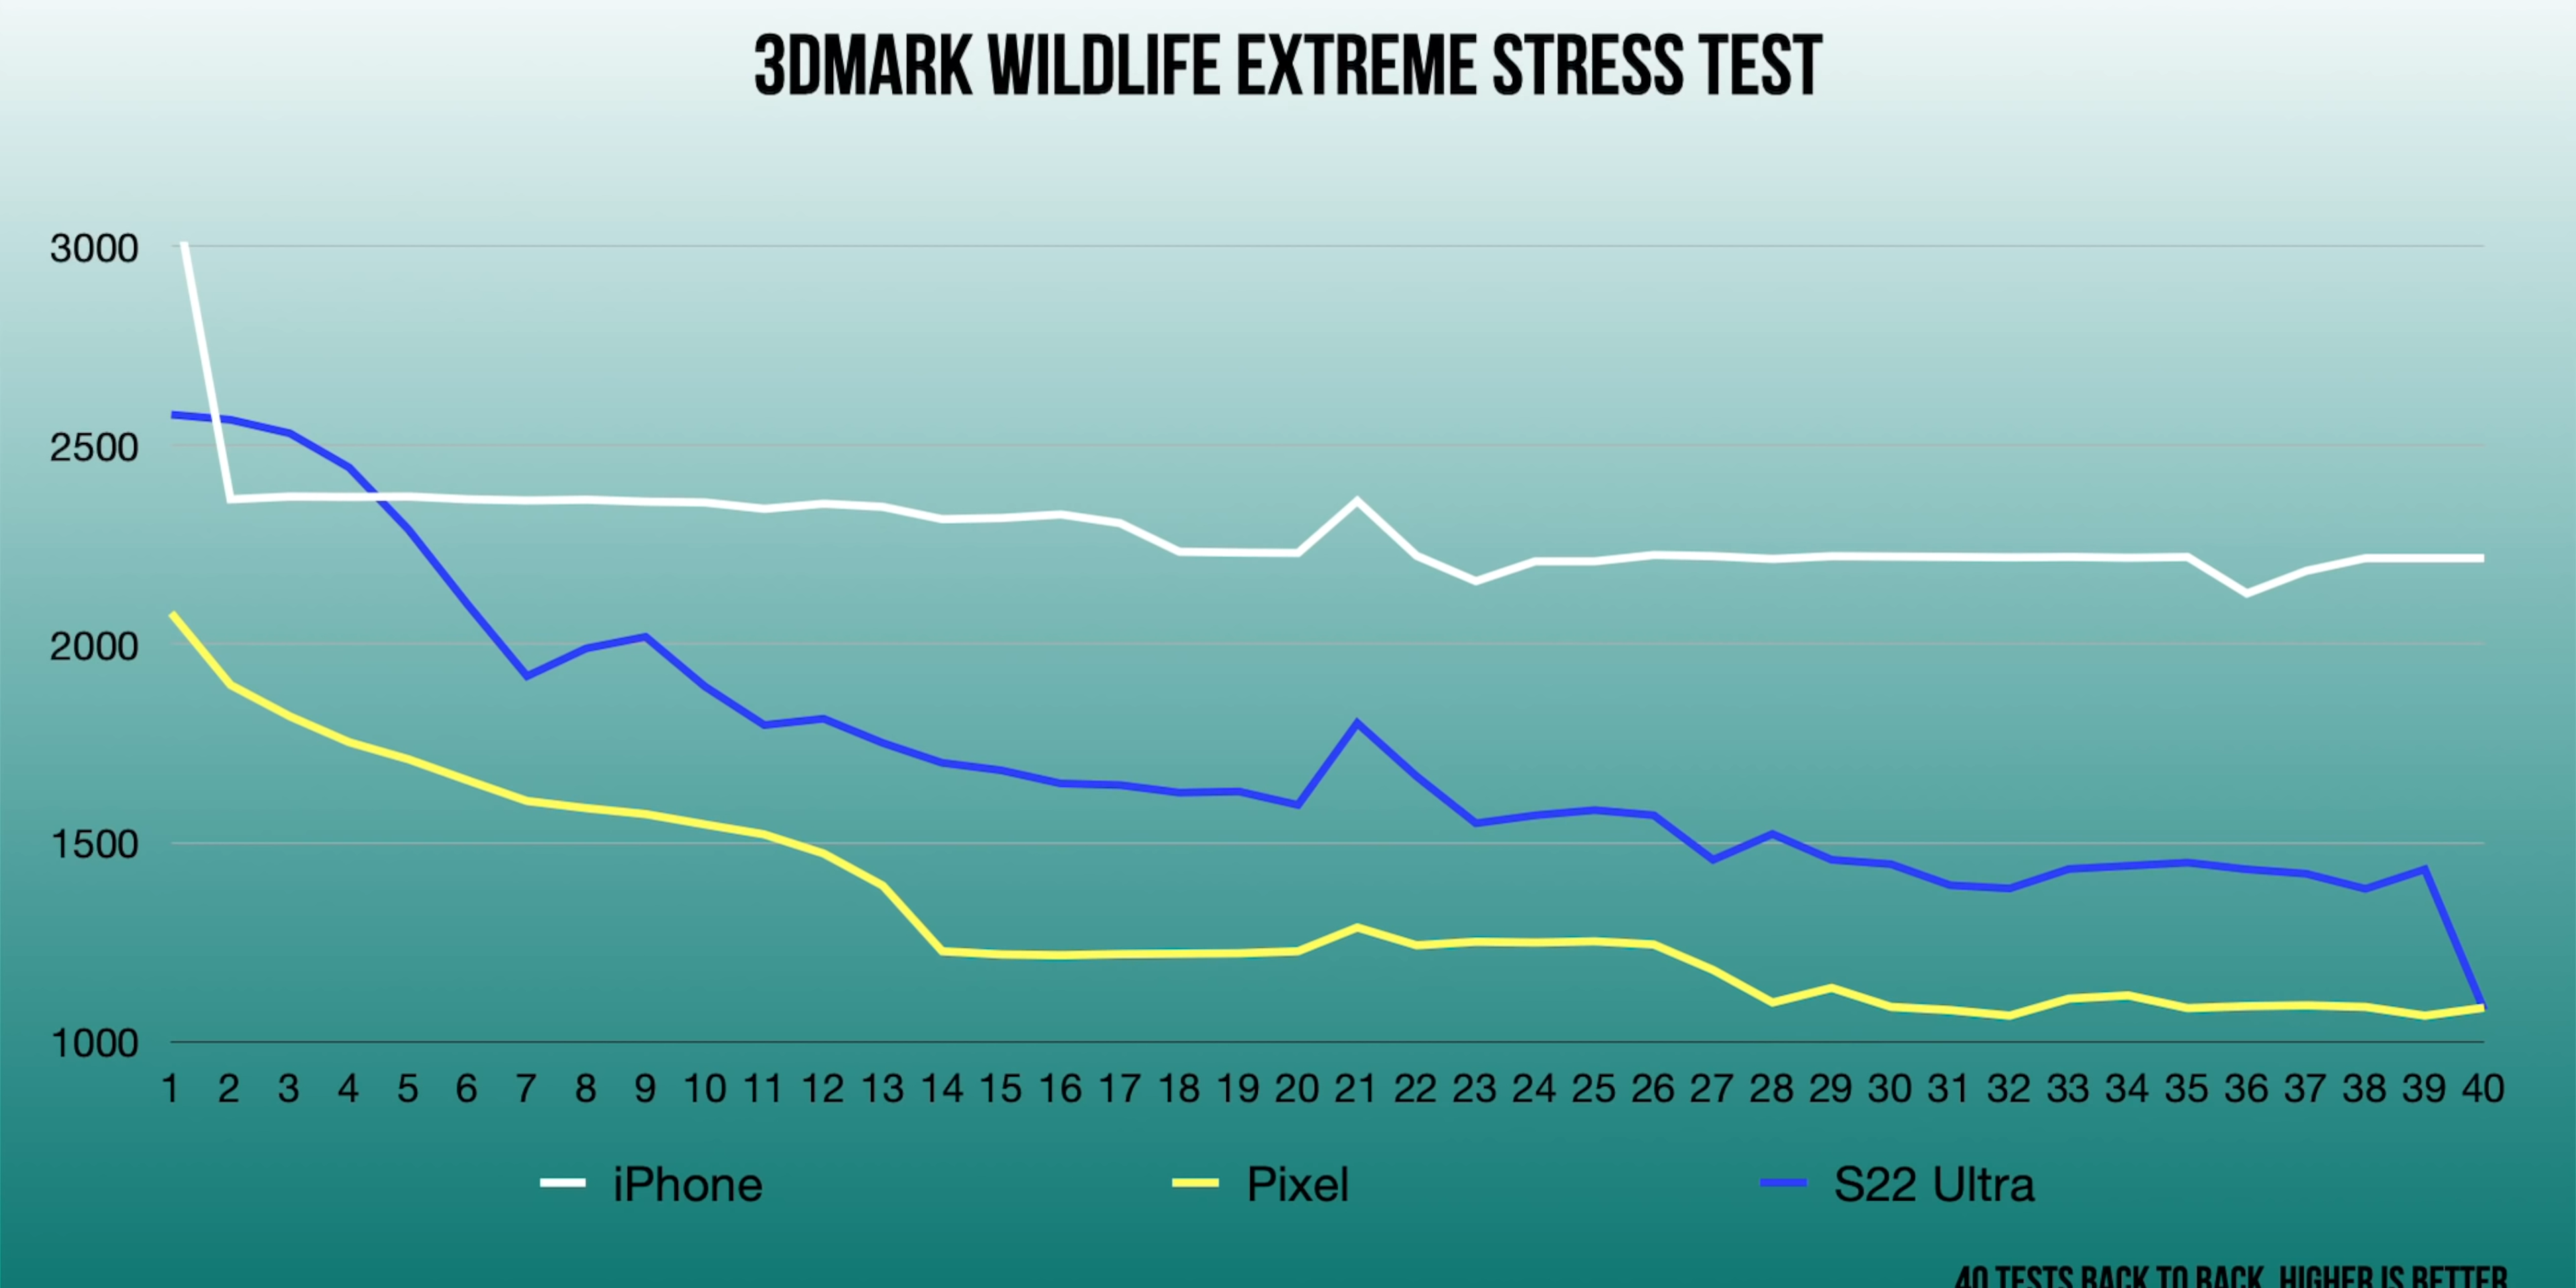 3DMARK WILDLIFE EXTREME STRESS TEST
3000
2500
2000
1500
1000
1 2 3 4 5 6 7 8 9 10 11 12 13 14 15 16 17 18 19 20 21 22 23 24 25 26 27 28 29 30 31 32 33 34 35 36 37 38 39 40
iPhone Pixel S22 Ultra
40 TESTS BACK TO BACK. HIGHER IS BETTER